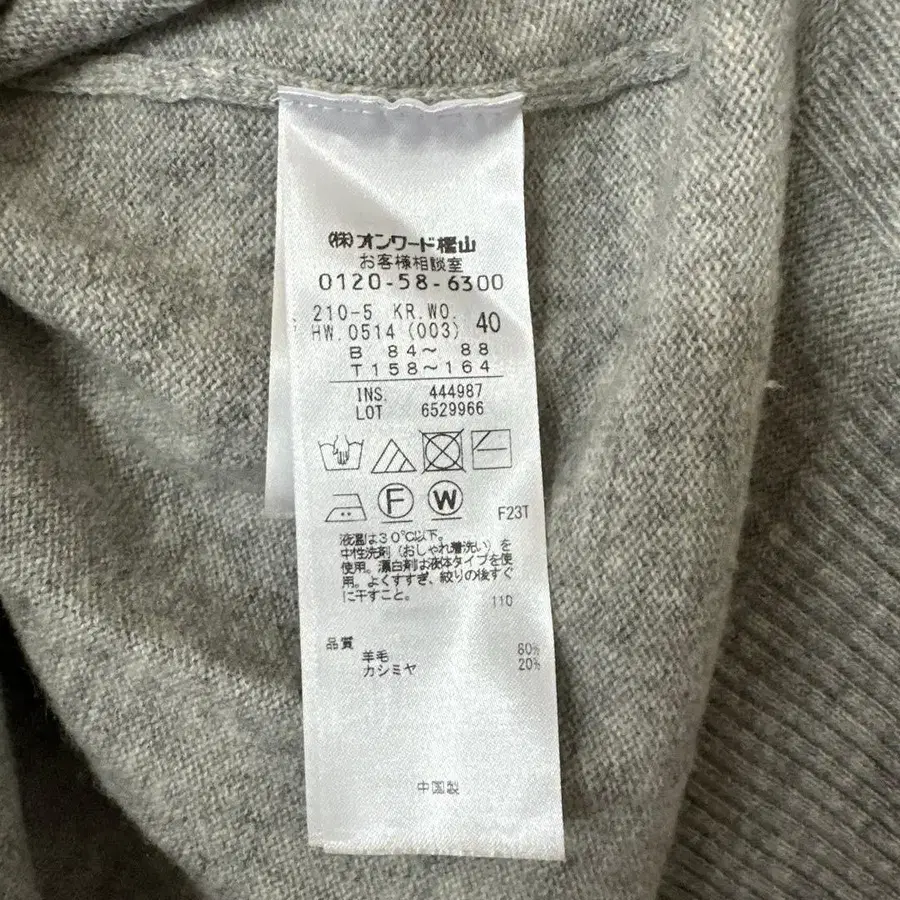 (株)オンワード樫山
お客様相談室
0120-58-6300
210-5 KR.WO.
HW.0514 (003) 40
B 84～ 88
T 158～164
INS. 444987
LOT 6529966
F W
F23T
液温は30℃以下。
中性洗剤（おしゃれ着洗い）を
使用。漂白剤は液体タイプを使
用。よくすすぎ、絞りの後すぐ
に干すこと。
110
品質
羊毛 80%
カシミヤ 20%
中国製